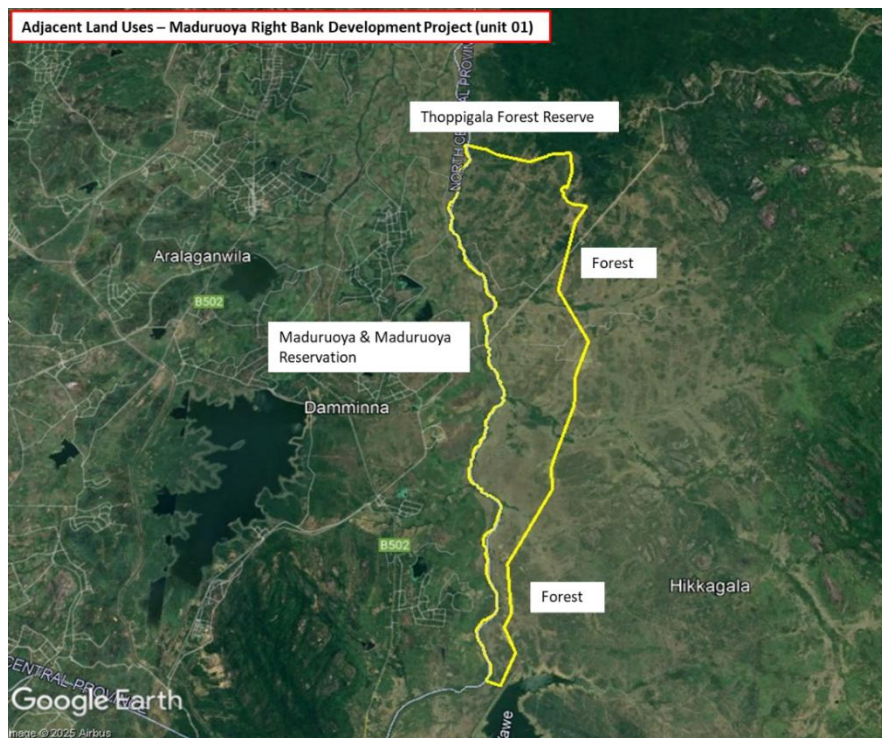 Adjacent Land Uses – Maduruoya Right Bank Development Project (unit 01)
NORTH CENTRAL PROVIN
Thoppigala Forest Reserve
Aralaganwila
Forest
B502
Maduruoya & Maduruoya
Reservation
Damminna
B502
Forest
Hikkagala
CENTRAL PROVINCE
Google Earth
Image © 2025 Airbus